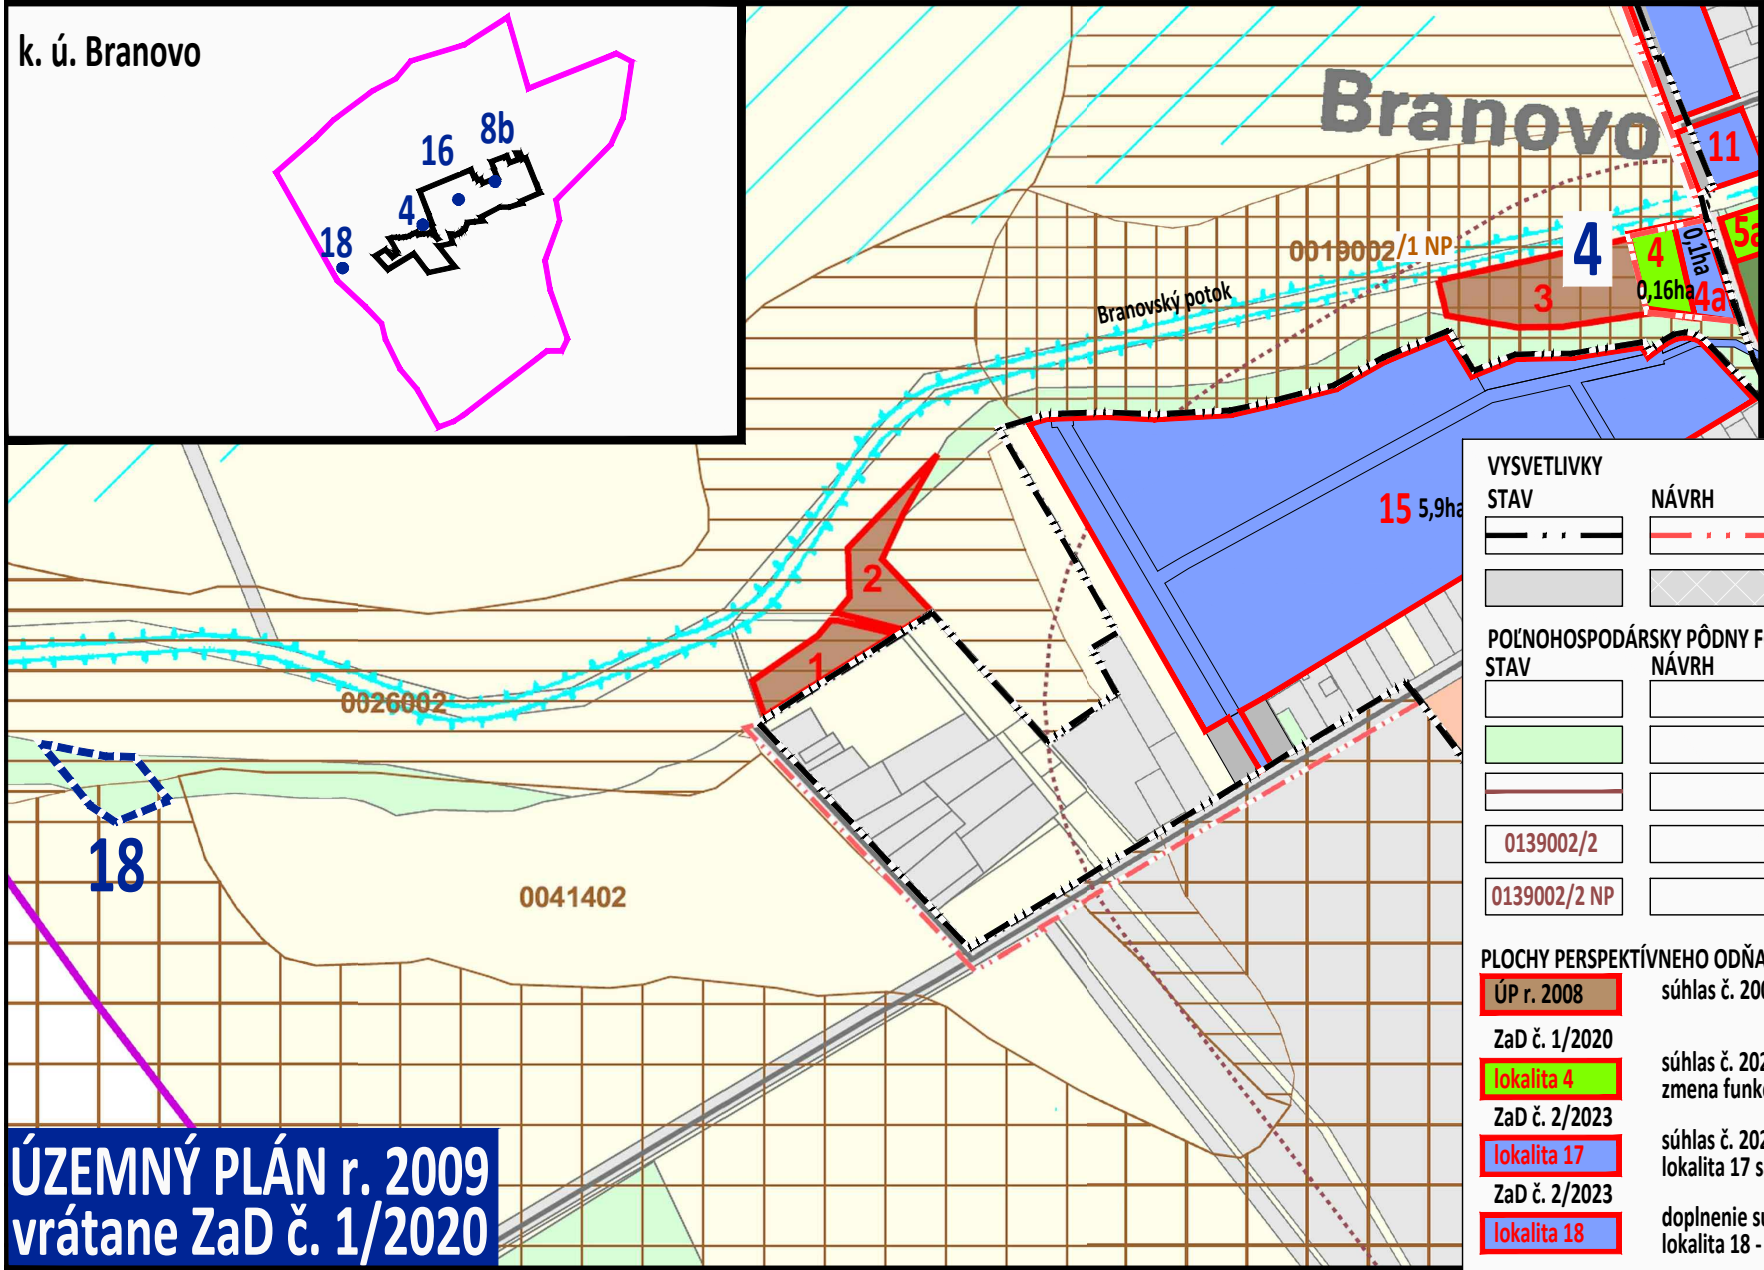 k. ú. Branovo
8b
16
4
18
Branovo
11
0019002/1 NP
4
4
0,1ha
5a
Branovský potok
3
0,16ha
4a
15 5,9ha
2
1
0026002
18
0041402
VYSVETLIVKY
STAV NÁVRH
POĽNOHOSPODÁRSKY PÔDNY F
STAV NÁVRH
0139002/2
0139002/2 NP
PLOCHY PERSPEKTÍVNEHO ODŇA
ÚP r. 2008 súhlas č. 200
ZaD č. 1/2020
lokalita 4 súhlas č. 202
zmena funk
ZaD č. 2/2023
lokalita 17 súhlas č. 202
lokalita 17 s
ZaD č. 2/2023
lokalita 18 doplnenie s
lokalita 18 -
ÚZEMNÝ PLÁN r. 2009
vrátane ZaD č. 1/2020